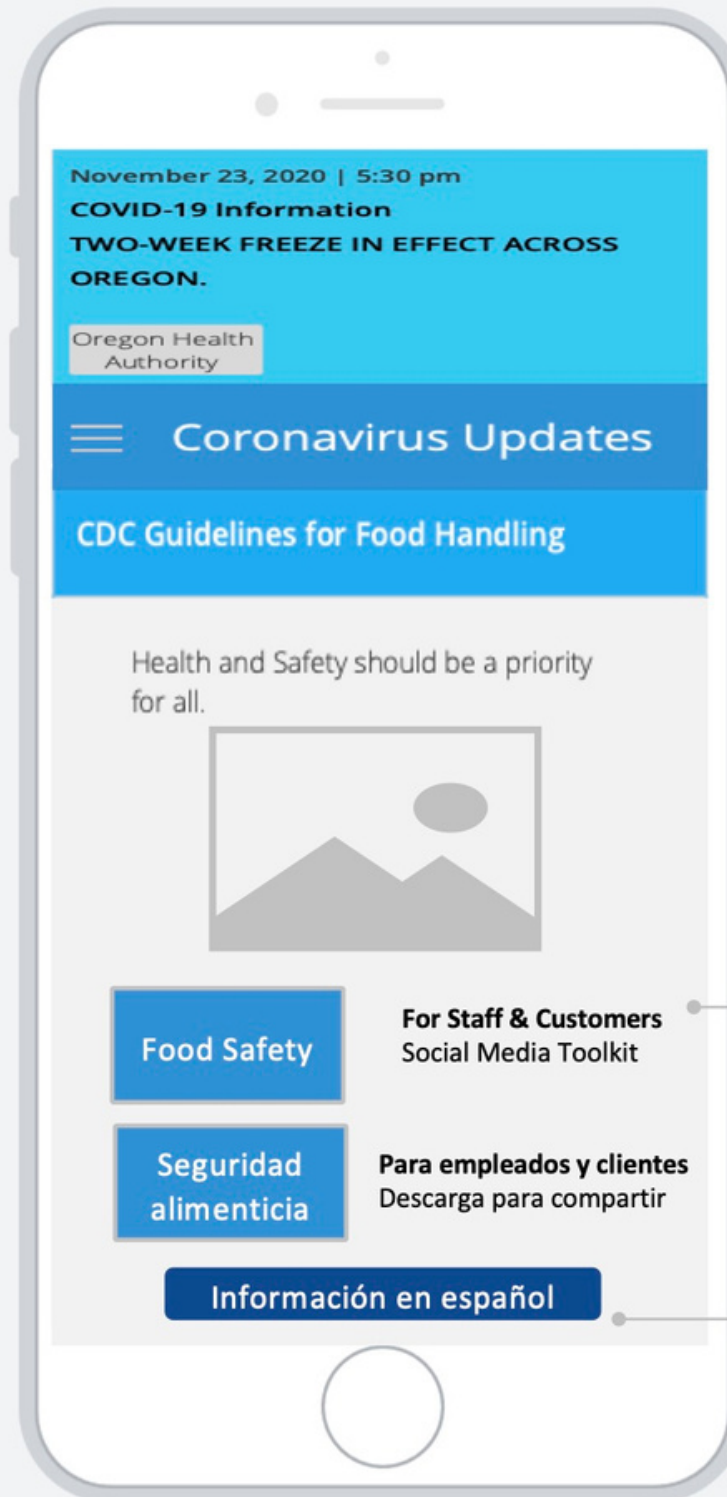 November 23, 2020 | 5:30 pm
COVID-19 Information
TWO-WEEK FREEZE IN EFFECT ACROSS
OREGON.
Oregon Health
Authority
Coronavirus Updates
CDC Guidelines for Food Handling
Health and Safety should be a priority
for all.
Food Safety
For Staff & Customers
Social Media Toolkit
Seguridad
alimenticia
Para empleados y clientes
Descarga para compartir
Información en español